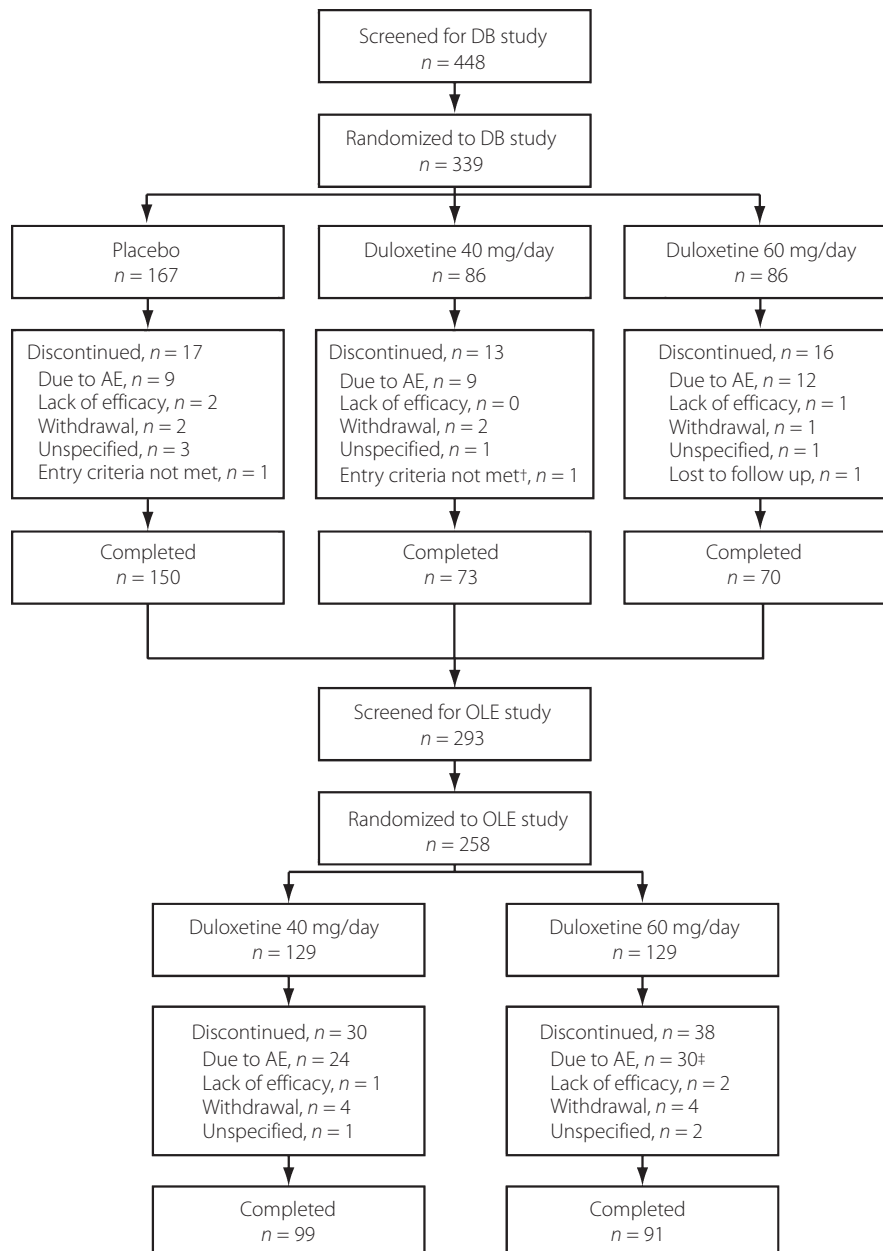 Screened for DB study
n = 448
Randomized to DB study
n = 339
Placebo
n = 167
Duloxetine 40 mg/day
n = 86
Duloxetine 60 mg/day
n = 86
Discontinued, n = 17
Due to AE, n = 9
Lack of efficacy, n = 2
Withdrawal, n = 2
Unspecified, n = 3
Entry criteria not met, n = 1
Discontinued, n = 13
Due to AE, n = 9
Lack of efficacy, n = 0
Withdrawal, n = 2
Unspecified, n = 1
Entry criteria not met†, n = 1
Discontinued, n = 16
Due to AE, n = 12
Lack of efficacy, n = 1
Withdrawal, n = 1
Unspecified, n = 1
Lost to follow up, n = 1
Completed
n = 150
Completed
n = 73
Completed
n = 70
Screened for OLE study
n = 293
Randomized to OLE study
n = 258
Duloxetine 40 mg/day
n = 129
Duloxetine 60 mg/day
n = 129
Discontinued, n = 30
Due to AE, n = 24
Lack of efficacy, n = 1
Withdrawal, n = 4
Unspecified, n = 1
Discontinued, n = 38
Due to AE, n = 30‡
Lack of efficacy, n = 2
Withdrawal, n = 4
Unspecified, n = 2
Completed
n = 99
Completed
n = 91